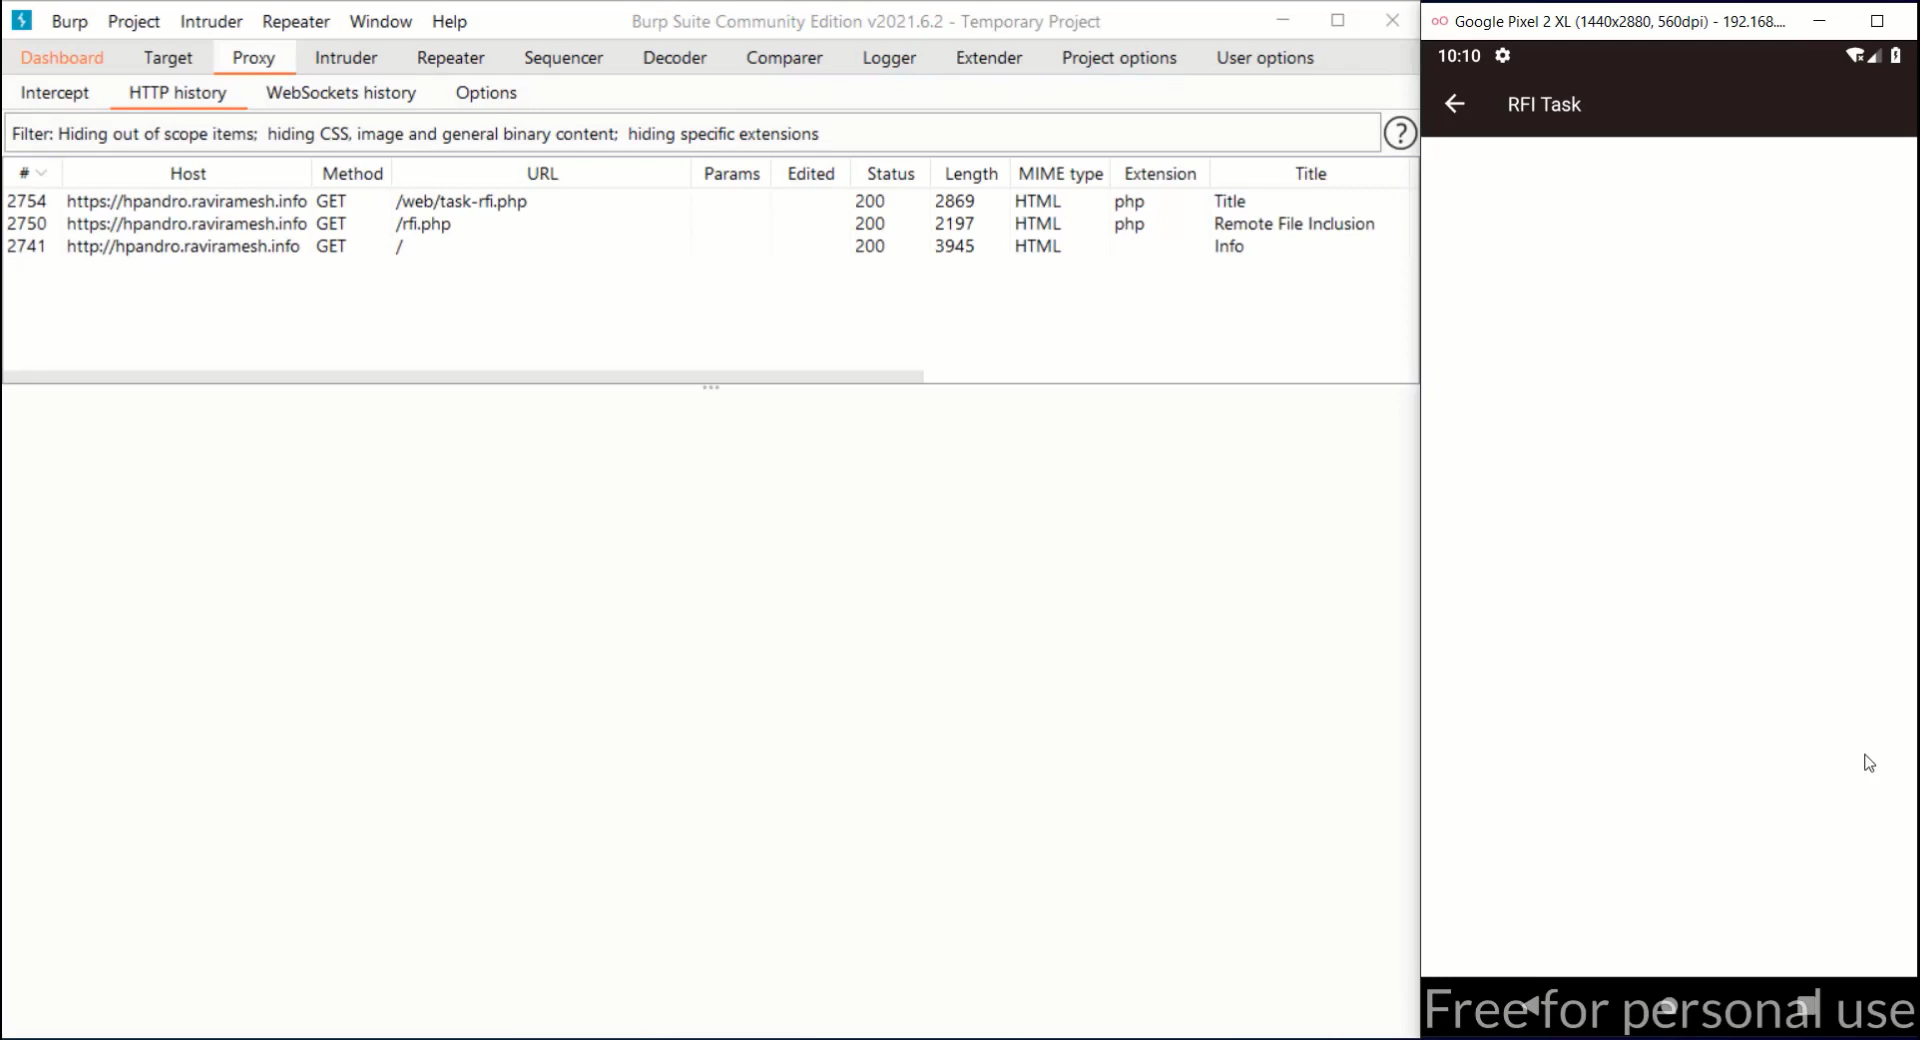 Burp Project Intruder Repeater Window Help Burp Suite Community Edition v2021.6.2 - Temporary Project
Dashboard Target Proxy Intruder Repeater Sequencer Decoder Comparer Logger Extender Project options User options
Intercept HTTP history WebSockets history Options
Filter: Hiding out of scope items; hiding CSS, image and general binary content; hiding specific extensions ?
# Host Method URL Params Edited Status Length MIME type Extension Title
2754 https://hpandro.raviramesh.info GET /web/task-rfi.php 200 2869 HTML php Title
2750 https://hpandro.raviramesh.info GET /rfi.php 200 2197 HTML php Remote File Inclusion
2741 http://hpandro.raviramesh.info GET / 200 3945 HTML Info
Google Pixel 2 XL (1440x2880, 560dpi) - 192.168....
10:10
RFI Task
Free for personal use